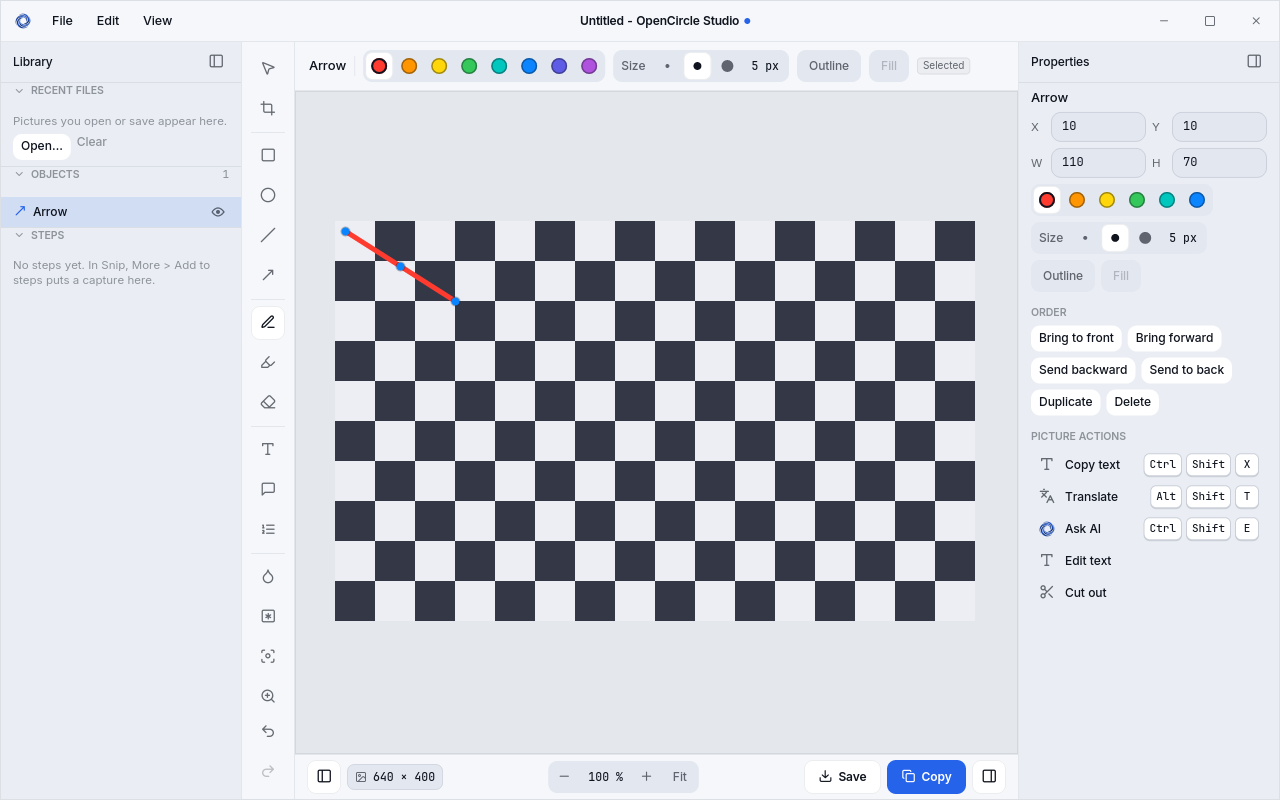 File Edit View
Untitled - OpenCircle Studio
Library
RECENT FILES
Pictures you open or save appear here.
Open... Clear
OBJECTS 1
Arrow
STEPS
No steps yet. In Snip, More > Add to
steps puts a capture here.
Arrow Size 5 px Outline Fill Selected
640 × 400
100 % Fit
Save Copy
Properties
Arrow
X 10 Y 10
W 110 H 70
Size 5 px
Outline Fill
ORDER
Bring to front Bring forward
Send backward Send to back
Duplicate Delete
PICTURE ACTIONS
Copy text Ctrl Shift X
Translate Alt Shift T
Ask AI Ctrl Shift E
Edit text
Cut out